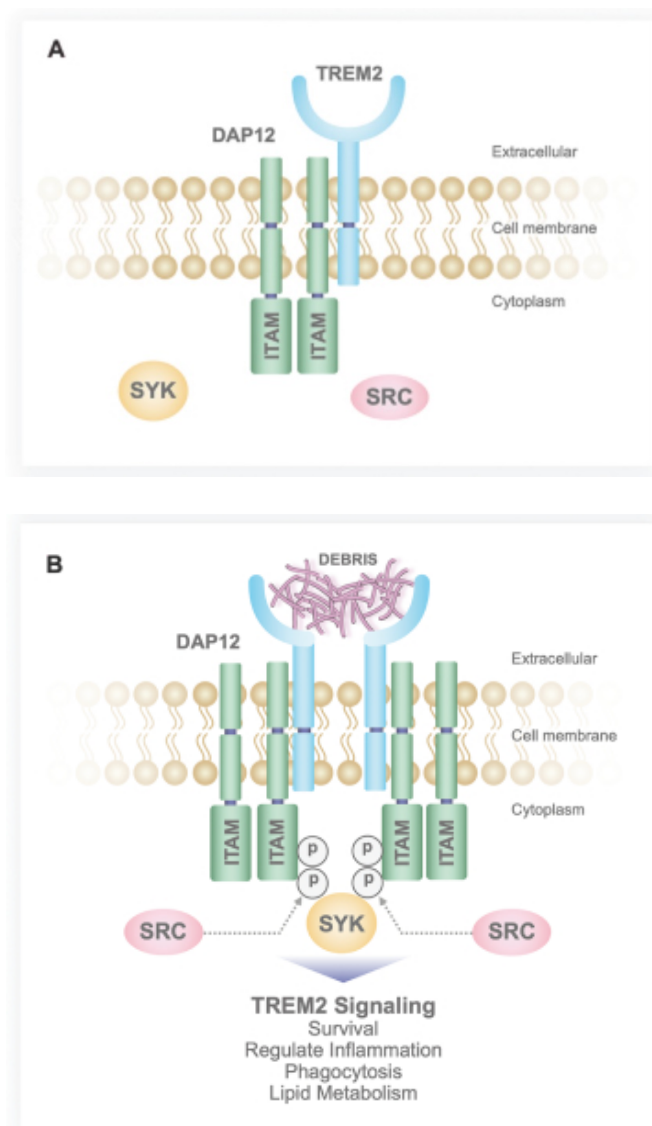 A
TREM2
DAP12
Extracellular
Cell membrane
Cytoplasm
ITAM
ITAM
SYK
SRC
B
DEBRIS
DAP12
Extracellular
Cell membrane
Cytoplasm
ITAM
ITAM
P
P
P
P
ITAM
ITAM
SRC
SYK
SRC
TREM2 Signaling
Survival
Regulate Inflammation
Phagocytosis
Lipid Metabolism